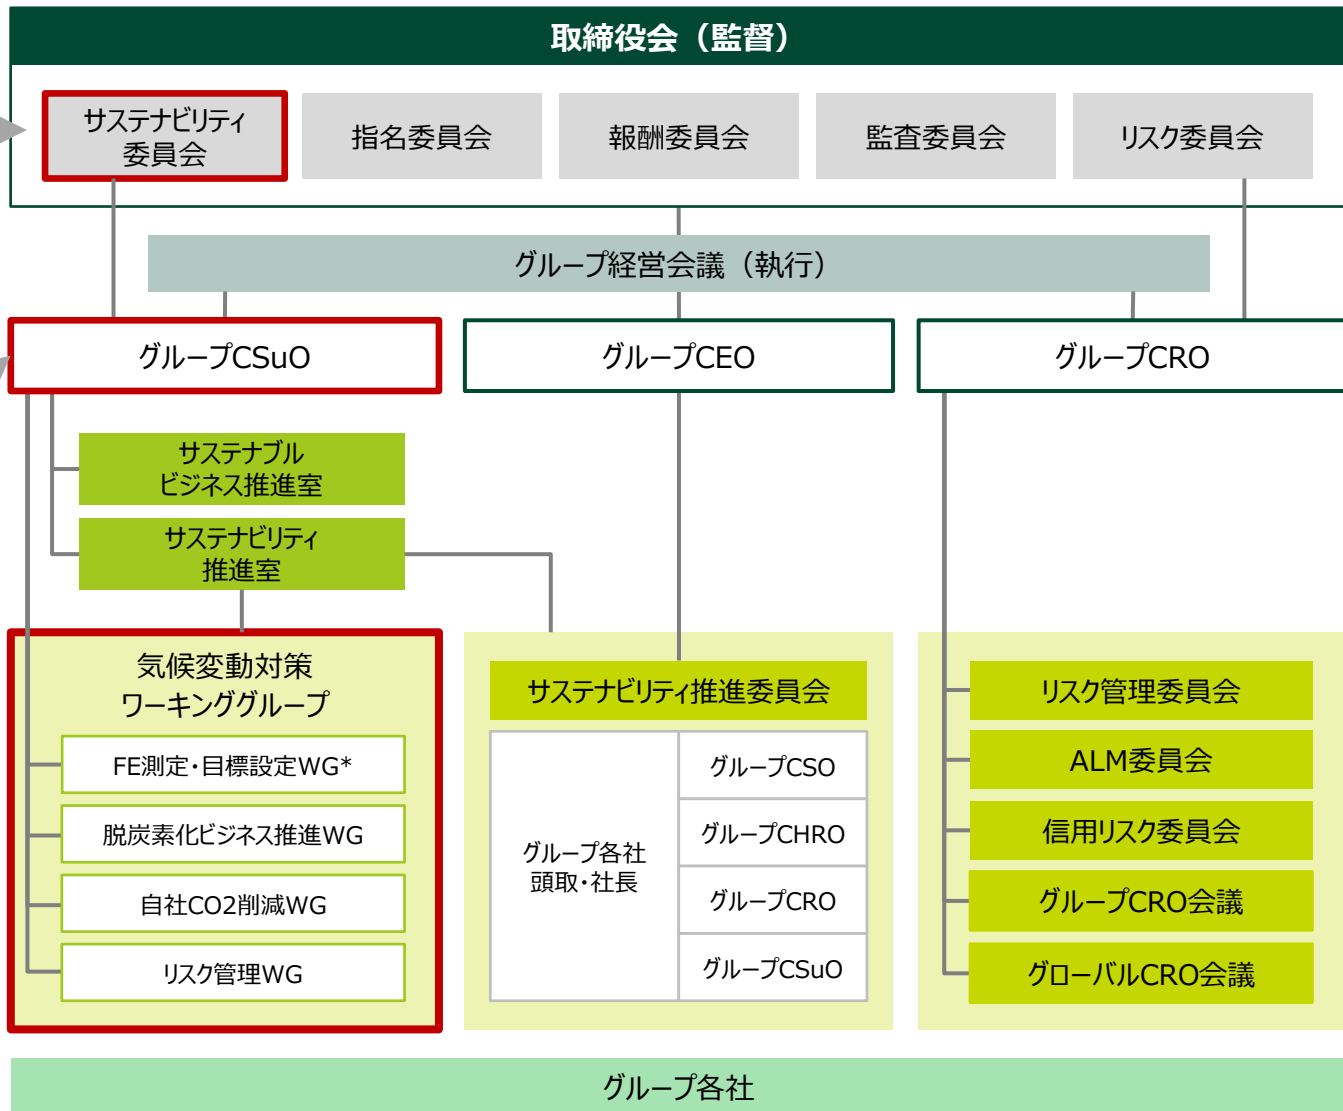 取締役会（監督）
サステナビリティ
委員会
指名委員会
報酬委員会
監査委員会
リスク委員会
グループ経営会議（執行）
グループCSuO
グループCEO
グループCRO
サステナブル
ビジネス推進室
サステナビリティ
推進室
気候変動対策
ワーキンググループ
FE測定・目標設定WG*
脱炭素化ビジネス推進WG
自社CO2削減WG
リスク管理WG
サステナビリティ推進委員会
グループ各社
頭取・社長
グループCSO
グループCHRO
グループCRO
グループCSuO
リスク管理委員会
ALM委員会
信用リスク委員会
グループCRO会議
グローバルCRO会議
グループ各社